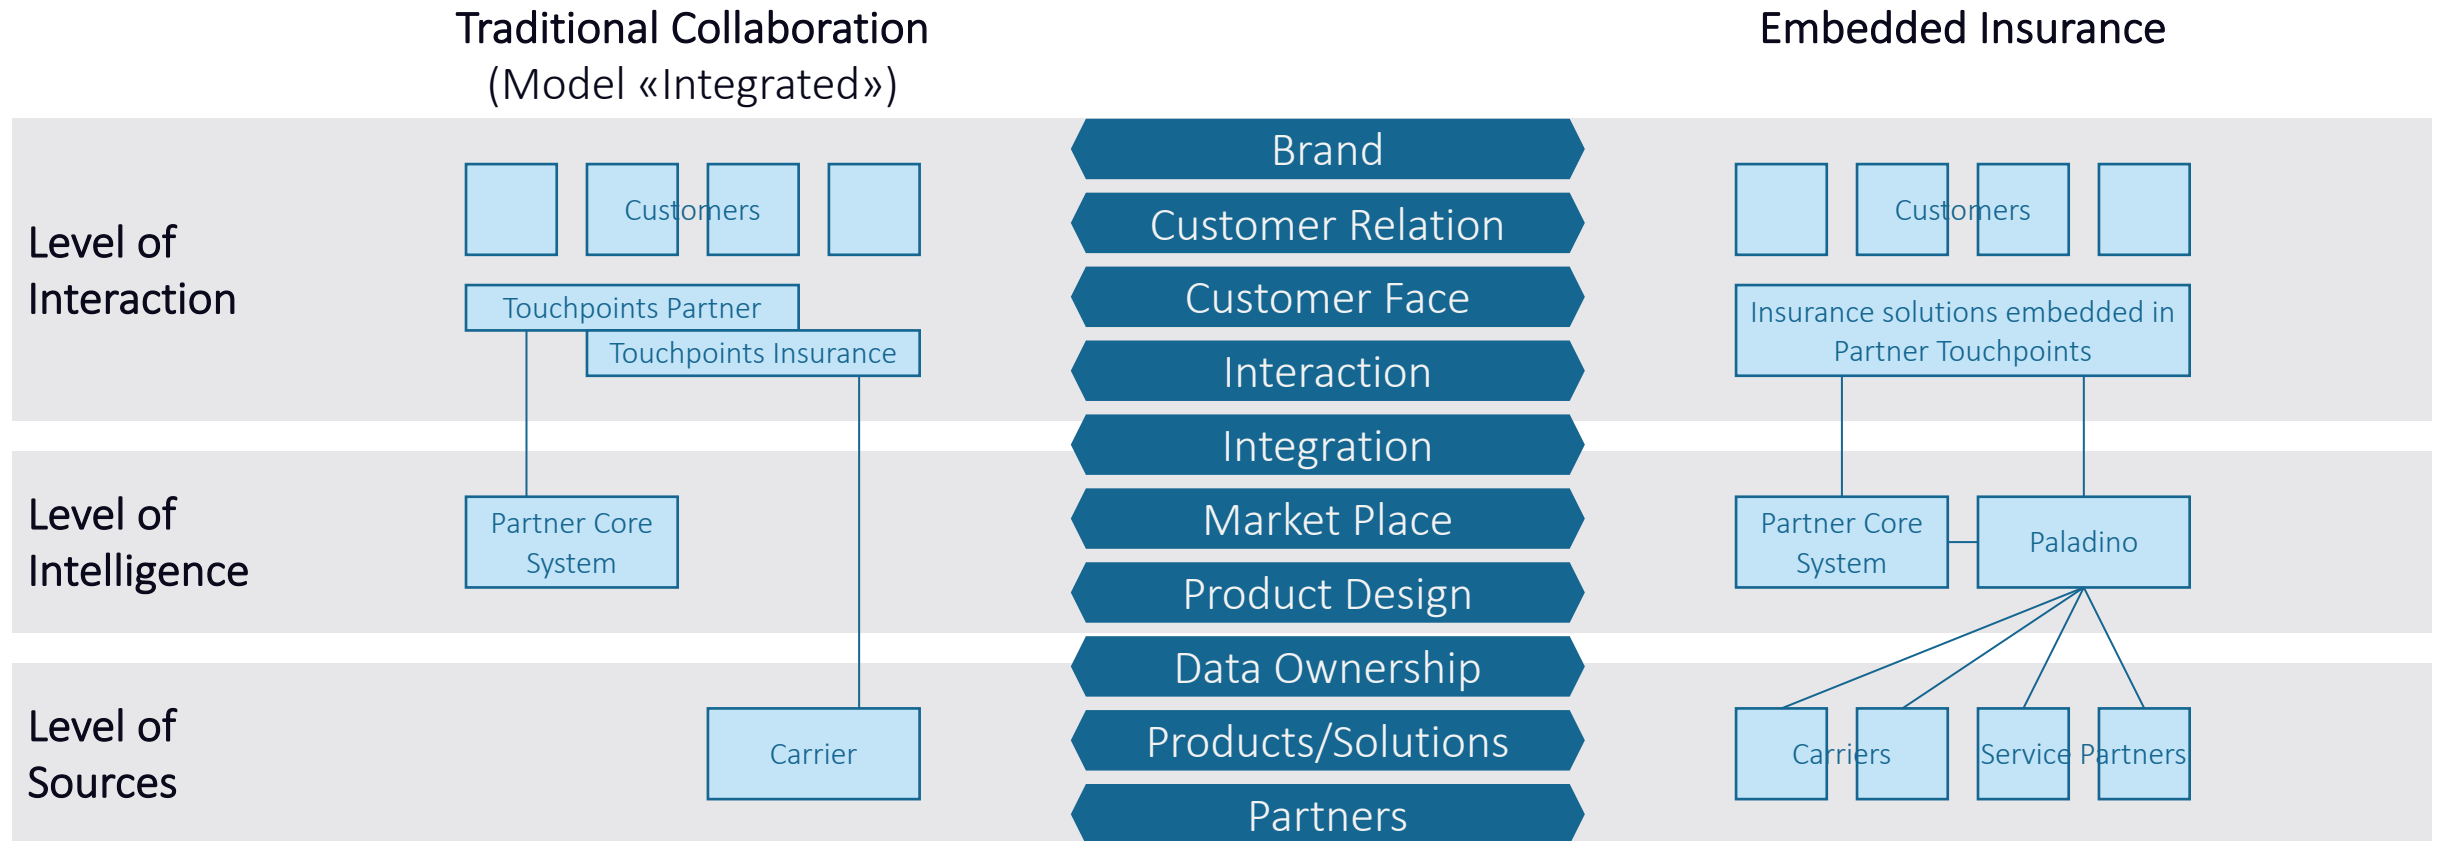 Traditional Collaboration
(Model «Integrated»)
Embedded Insurance
Level of
Interaction
Customers
Touchpoints Partner
Touchpoints Insurance
Brand
Customer Relation
Customer Face
Interaction
Integration
Market Place
Product Design
Data Ownership
Products/Solutions
Partners
Customers
Insurance solutions embedded in
Partner Touchpoints
Level of
Intelligence
Partner Core
System
Partner Core
System
Paladino
Level of
Sources
Carrier
Carriers
Service Partners